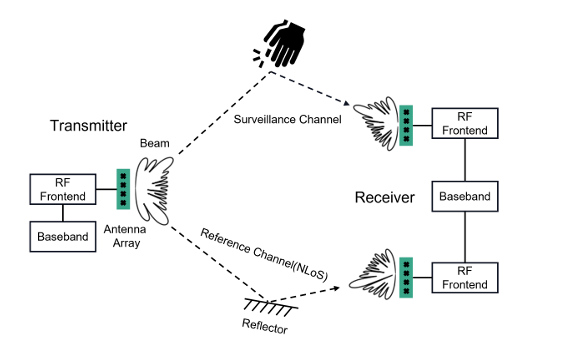 Transmitter
Beam
RF
Frontend
Baseband
Antenna
Array
Surveillance Channel
Reference Channel(NLoS)
Reflector
Receiver
RF
Frontend
Baseband
RF
Frontend